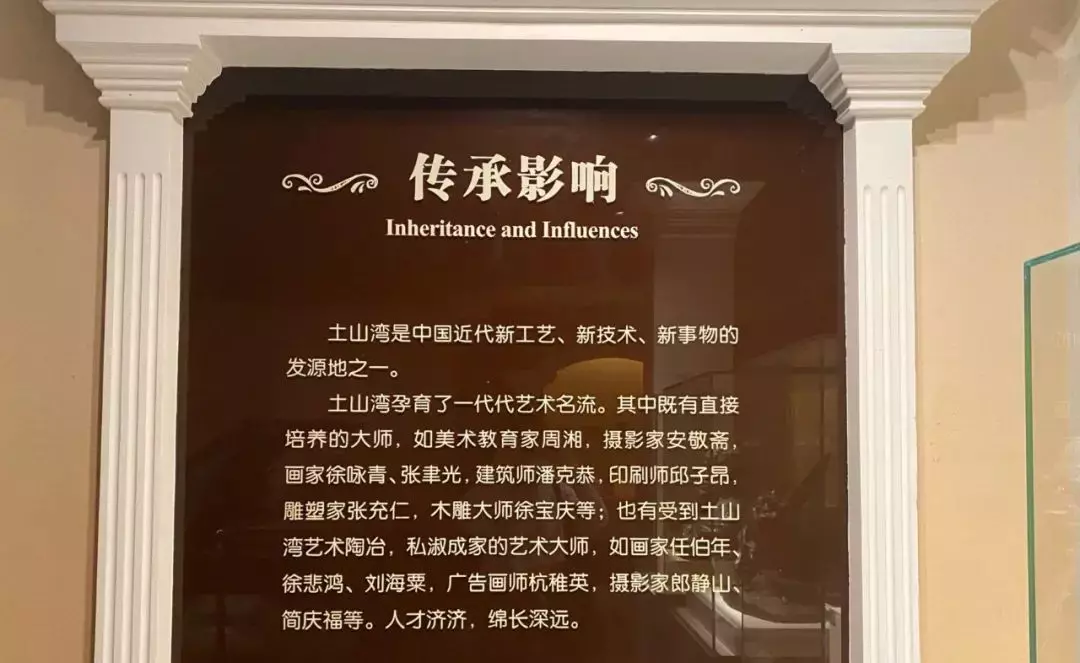 传承影响
Inheritance and Influences
土山湾是中国近代新工艺、新技术、新事物的
发源地之一。
土山湾孕育了一代代艺术名流。其中既有直接
培养的大师，如美术教育家周湘，摄影家安敬斋，
画家徐咏青、张聿光，建筑师潘克恭，印刷师邱子昂，
雕塑家张充仁，木雕大师徐宝庆等；也有受到土山
湾艺术陶冶，私淑成家的艺术大师，如画家任伯年、
徐悲鸿、刘海粟，广告画师杭稚英，摄影家郎静山、
简庆福等。人才济济，绵长深远。